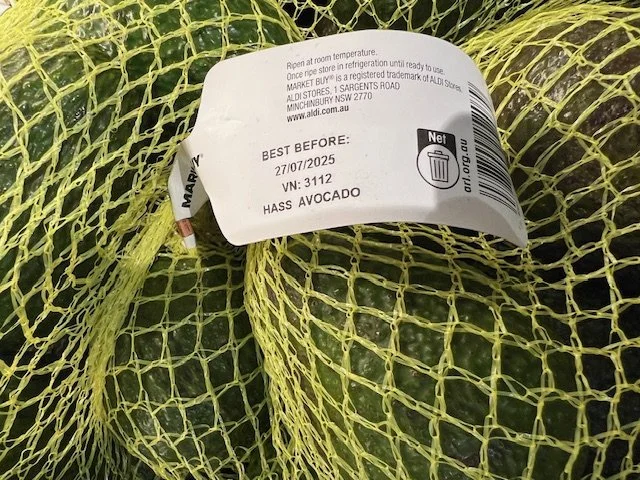 Ripen at room temperature.
Once ripe store in refrigeration until ready to use.
MARKET BUY® is a registered trademark of ALDI Stores.
ALDI STORES, 1 SARGENTS ROAD
MINCHINBURY NSW 2770
www.aldi.com.au
BEST BEFORE:
27/07/2025
VN: 3112
HASS AVOCADO
Net
arl.org.au